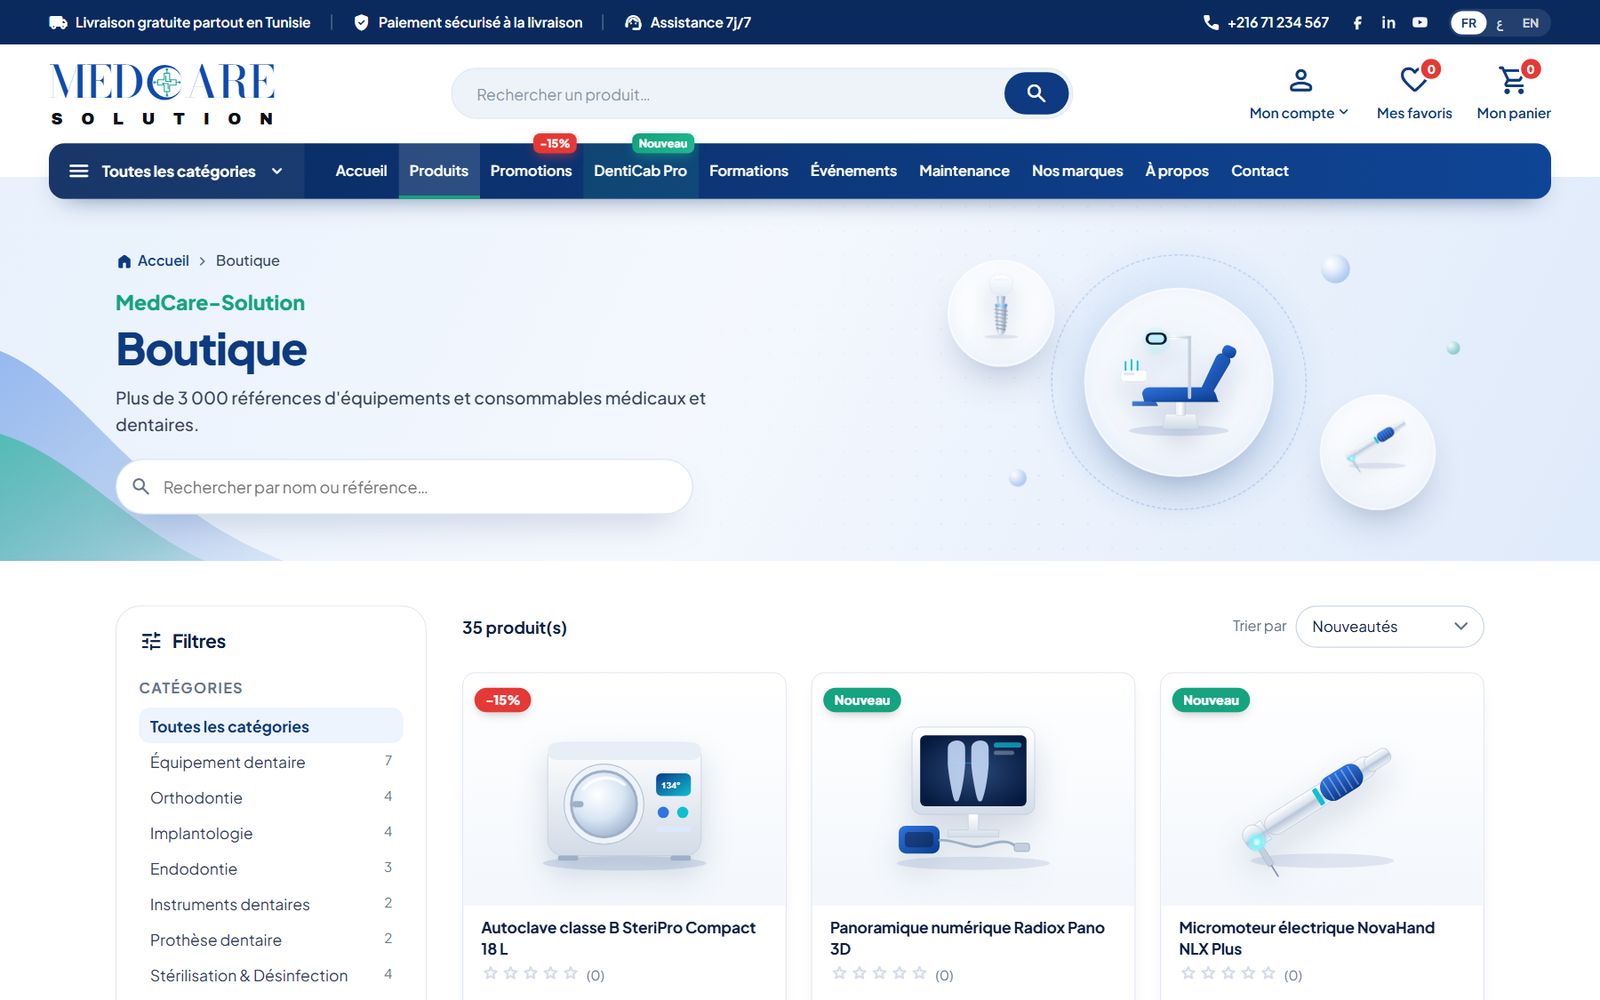 Livraison gratuite partout en Tunisie
Paiement sécurisé à la livraison
Assistance 7j/7
+216 71 234 567
FR
ع
EN
MEDCARE
SOLUTION
Rechercher un produit...
Mon compte
0
Mes favoris
0
Mon panier
Toutes les catégories
Accueil
Produits
-15%
Promotions
Nouveau
DentiCab Pro
Formations
Événements
Maintenance
Nos marques
À propos
Contact
Accueil > Boutique
MedCare-Solution
Boutique
Plus de 3 000 références d'équipements et consommables médicaux et
dentaires.
Rechercher par nom ou référence...
Filtres
CATÉGORIES
Toutes les catégories
Équipement dentaire 7
Orthodontie 4
Implantologie 4
Endodontie 3
Instruments dentaires 2
Prothèse dentaire 2
Stérilisation & Désinfection 4
35 produit(s)
Trier par
Nouveautés
-15%
134°
Autoclave classe B SteriPro Compact
18 L
(0)
Nouveau
Panoramique numérique Radiox Pano
3D
(0)
Nouveau
Micromoteur électrique NovaHand
NLX Plus
(0)